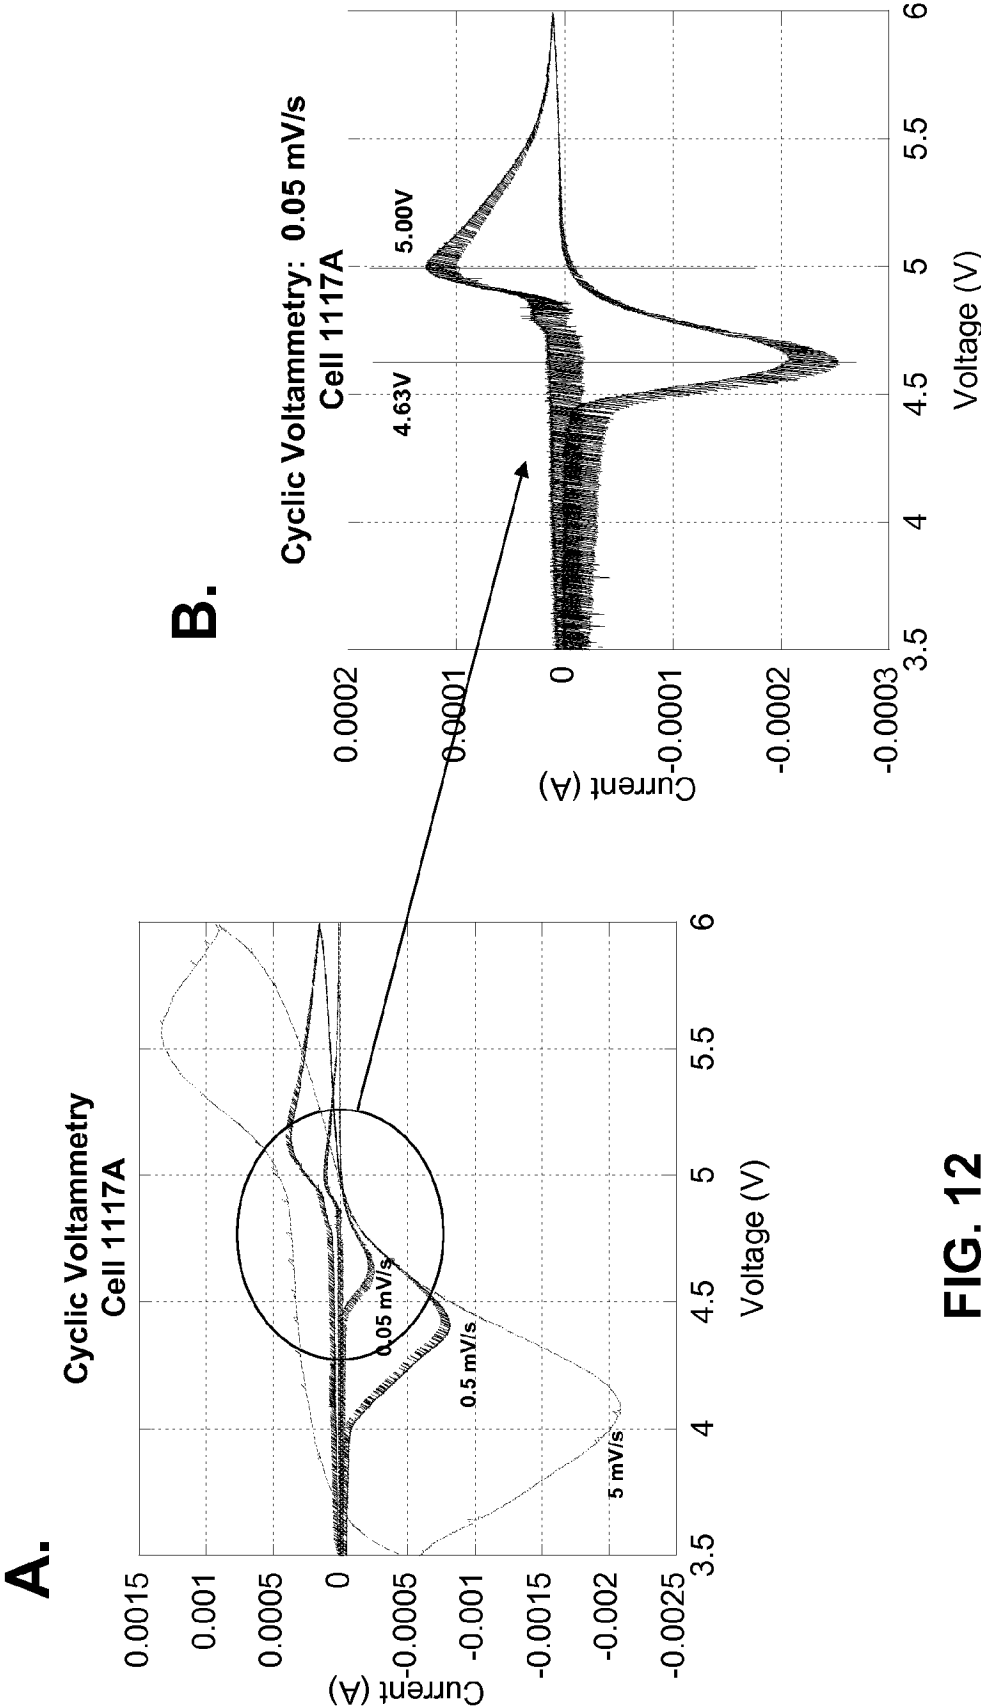 A.
Cyclic Voltammetry
Cell 1117A
0.0015
0.001
0.0005
0
-0.0005
-0.001
-0.0015
-0.002
-0.0025
Current (A)
3.5
4
4.5
5
5.5
6
Voltage (V)
0.05 mV/s
0.5 mV/s
5 mV/s
B.
Cyclic Voltammetry: 0.05 mV/s
Cell 1117A
0.0002
0.0001
0
-0.0001
-0.0002
-0.0003
Current (A)
4.63V
5.00V
3.5
4
4.5
5
5.5
6
Voltage (V)
FIG. 12